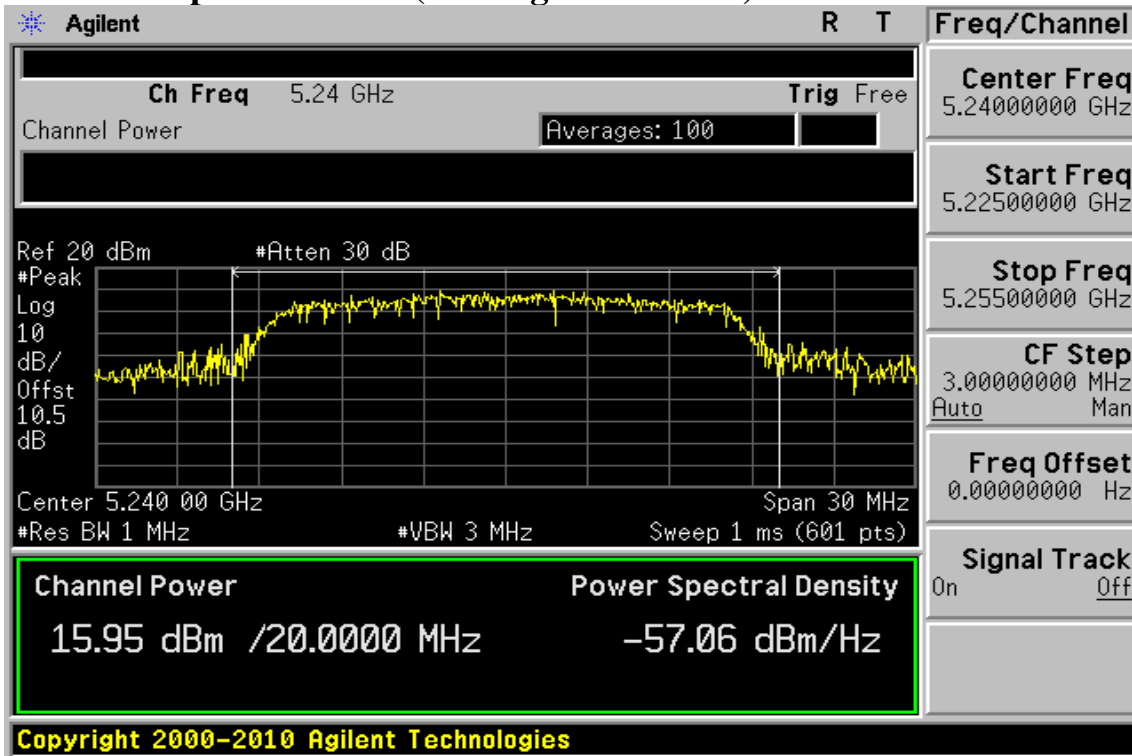 Agilent R T
Freq/Channel
Ch Freq 5.24 GHz Trig Free
Channel Power Averages: 100
Ref 20 dBm #Atten 30 dB
#Peak
Log
10
dB/
Offst
10.5
dB
Center 5.240 00 GHz Span 30 MHz
#Res BW 1 MHz #VBW 3 MHz Sweep 1 ms (601 pts)
Channel Power Power Spectral Density
15.95 dBm /20.0000 MHz -57.06 dBm/Hz
Center Freq
5.24000000 GHz
Start Freq
5.22500000 GHz
Stop Freq
5.25500000 GHz
CF Step
3.00000000 MHz
Auto Man
Freq Offset
0.00000000 Hz
Signal Track
On Off
Copyright 2000-2010 Agilent Technologies